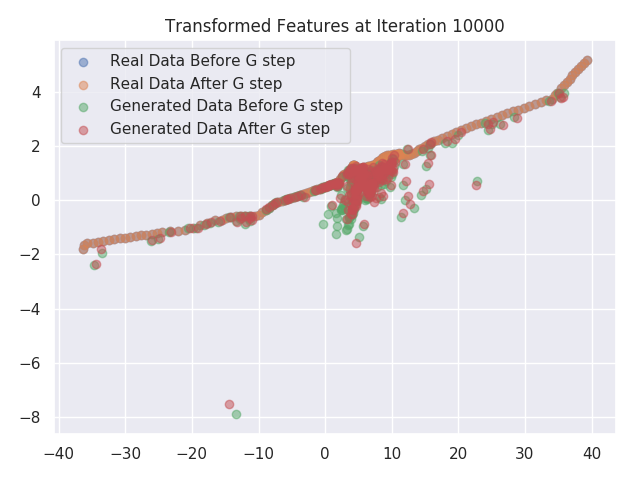 Transformed Features at Iteration 10000
Real Data Before G step
Real Data After G step
Generated Data Before G step
Generated Data After G step
4
2
0
−2
−4
−6
−8
−40 −30 −20 −10 0 10 20 30 40